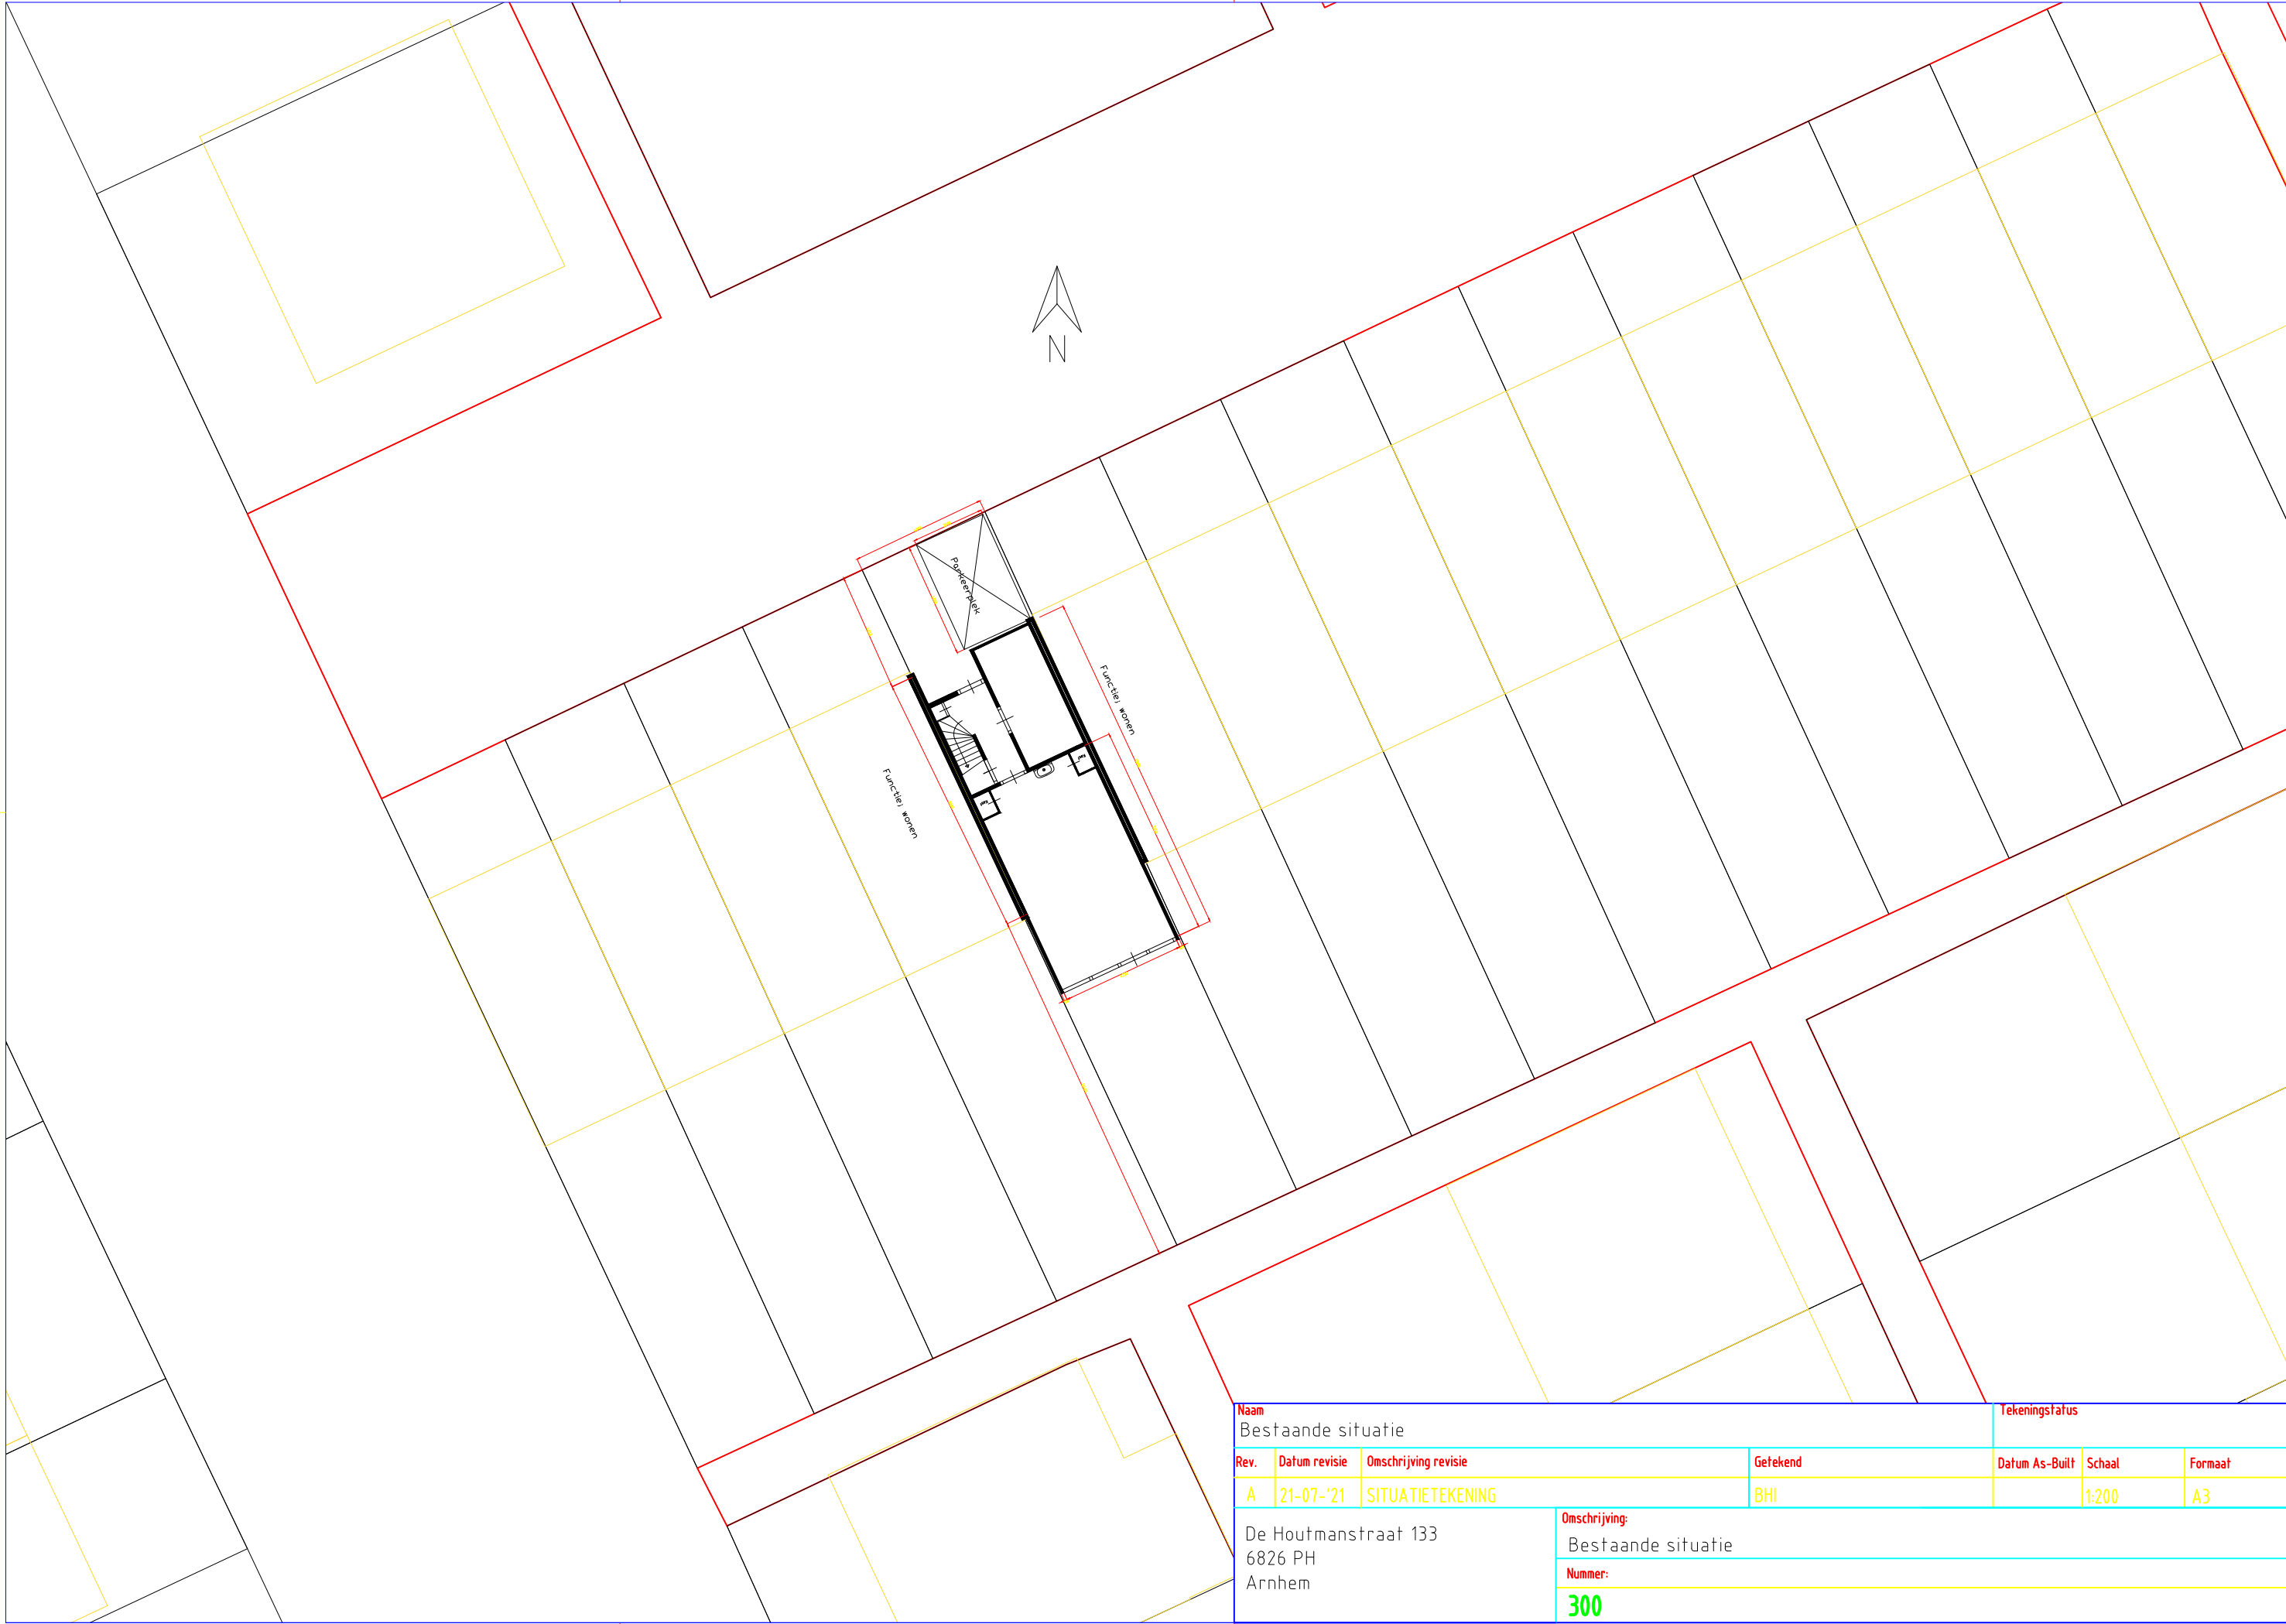 N
Parkeerplek
Functie; wonen
Functie; wonen
Naam
Bestaande situatie
Tekeningstatus
Rev.
Datum revisie
Omschrijving revisie
Getekend
Datum As-Built
Schaal
Formaat
A
21-07-'21
SITUATIETEKENING
BHI
1:200
A3
De Houtmanstraat 133
6826 PH
Arnhem
Omschrijving:
Bestaande situatie
Nummer:
300